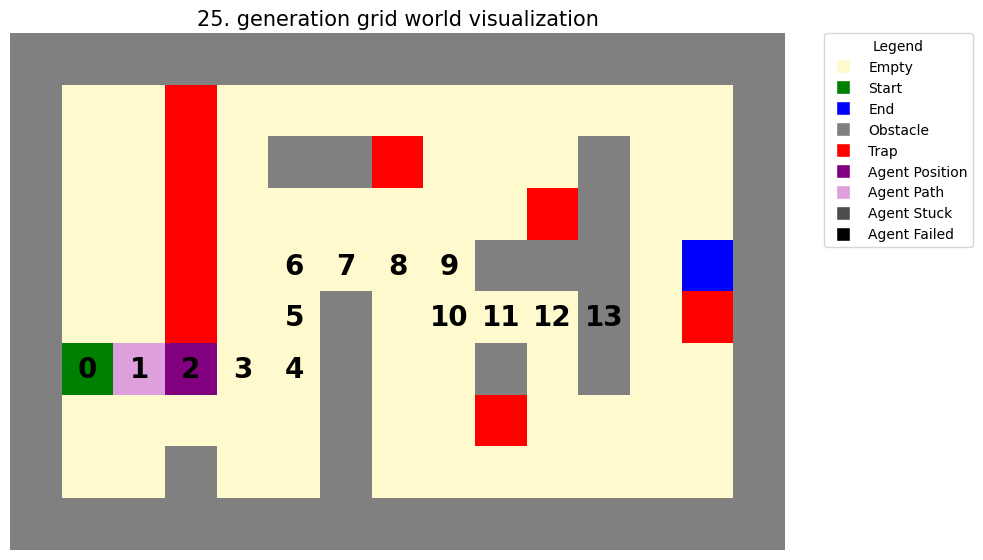 25. generation grid world visualization
Legend
Empty
Start
End
Obstacle
Trap
Agent Position
Agent Path
Agent Stuck
Agent Failed
6 7 8 9
5 10 11 12 13
0 1 2 3 4